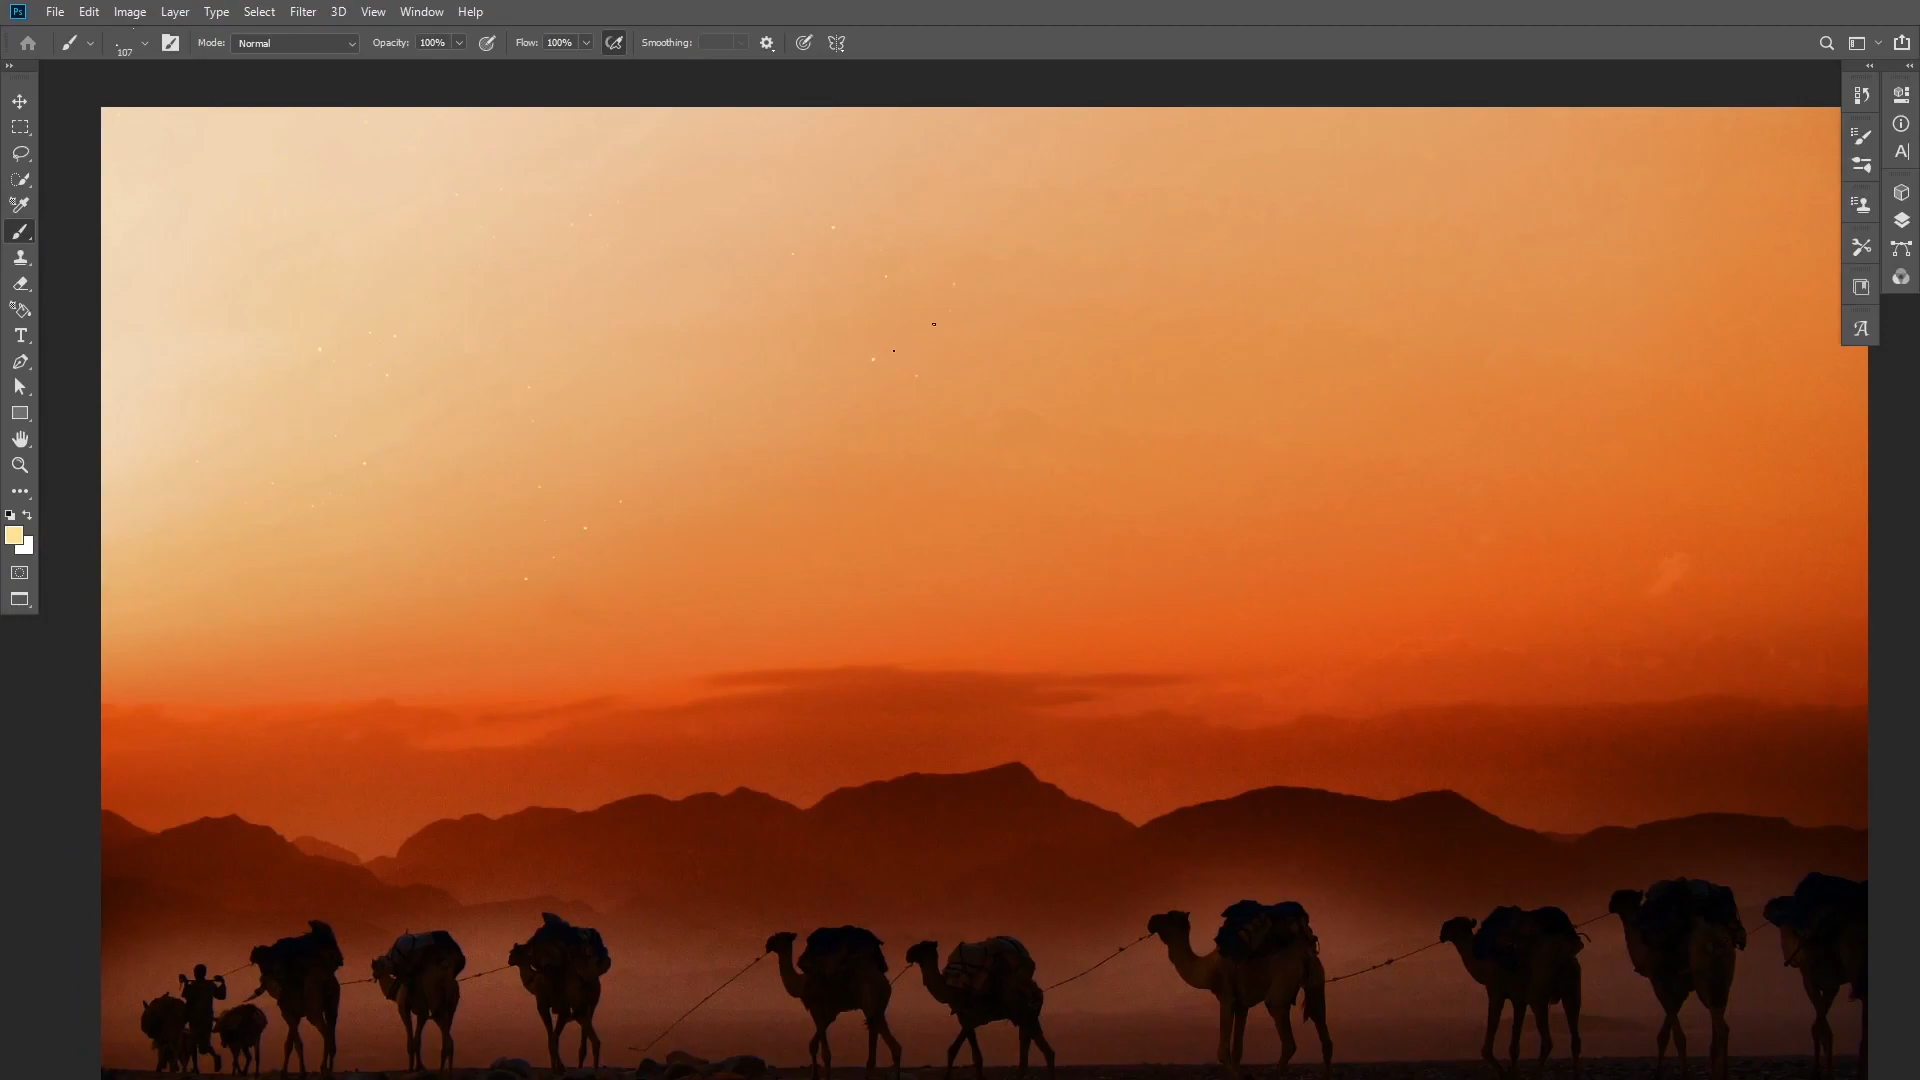 Ps File Edit Image Layer Type Select Filter 3D View Window Help
107 Mode: Normal Opacity: 100% Flow: 100% Smoothing: